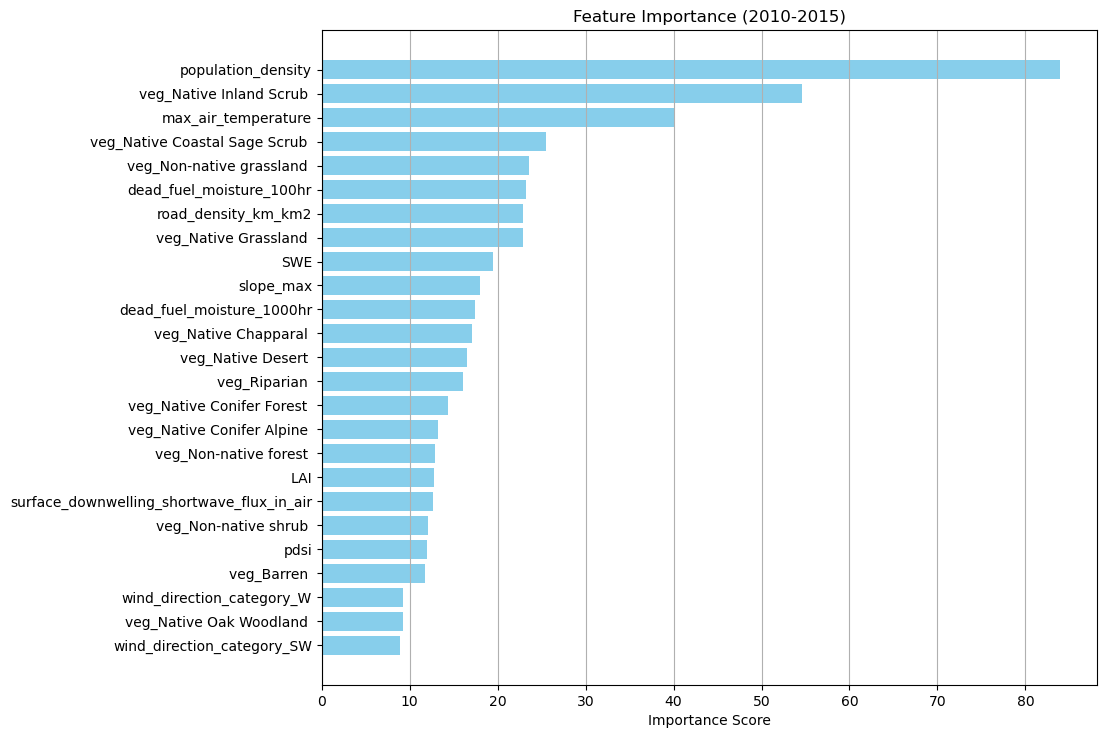 Feature Importance (2010-2015)
population_density
veg_Native Inland Scrub
max_air_temperature
veg_Native Coastal Sage Scrub
veg_Non-native grassland
dead_fuel_moisture_100hr
road_density_km_km2
veg_Native Grassland
SWE
slope_max
dead_fuel_moisture_1000hr
veg_Native Chapparal
veg_Native Desert
veg_Riparian
veg_Native Conifer Forest
veg_Native Conifer Alpine
veg_Non-native forest
LAI
surface_downwelling_shortwave_flux_in_air
veg_Non-native shrub
pdsi
veg_Barren
wind_direction_category_W
veg_Native Oak Woodland
wind_direction_category_SW
0 10 20 30 40 50 60 70 80
Importance Score